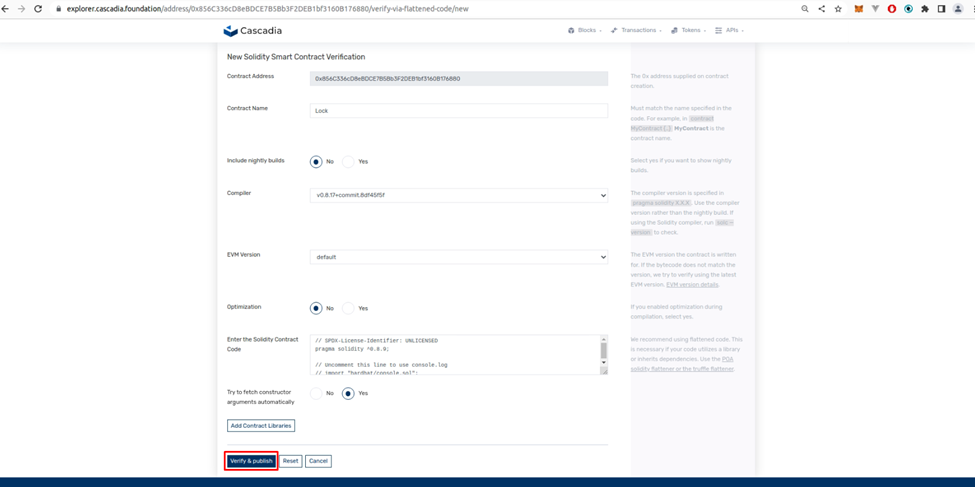 explorer.cascadia.foundation/address/0x856C336cD8eBDCE7B5Bb3F2DEB1bf3160B176880/verify-via-flattened-code/new
Cascadia
Blocks
Transactions
Tokens
APIs
New Solidity Smart Contract Verification
Contract Address
0x856C336cD8eBDCE7B5Bb3F2DEB1bf3160B176880
The 0x address supplied on contract
creation.
Contract Name
Lock
Must match the name specified in the
code. For example, in contract
MyContract {..} MyContract is the
contract name.
Include nightly builds
No
Yes
Select yes if you want to show nightly
builds.
Compiler
v0.8.17+commit.8df45f5f
The compiler version is specified in
pragma solidity X.X.X. Use the compiler
version rather than the nightly build. If
using the Solidity compiler, run solc --
version to check.
EVM Version
default
The EVM version the contract is written
for. If the bytecode does not match the
version, we try to verify using the latest
EVM version. EVM version details.
Optimization
No
Yes
If you enabled optimization during
compilation, select yes.
Enter the Solidity Contract
Code
// SPDX-License-Identifier: UNLICENSED
pragma solidity ^0.8.9;
// Uncomment this line to use console.log
// import "hardhat/console.sol";
We recommend using flattened code. This
is necessary if your code utilizes a library
or inherits dependencies. Use the POA
solidity flattener or the truffle flattener.
Try to fetch constructor
arguments automatically
No
Yes
Add Contract Libraries
Verify & publish
Reset
Cancel